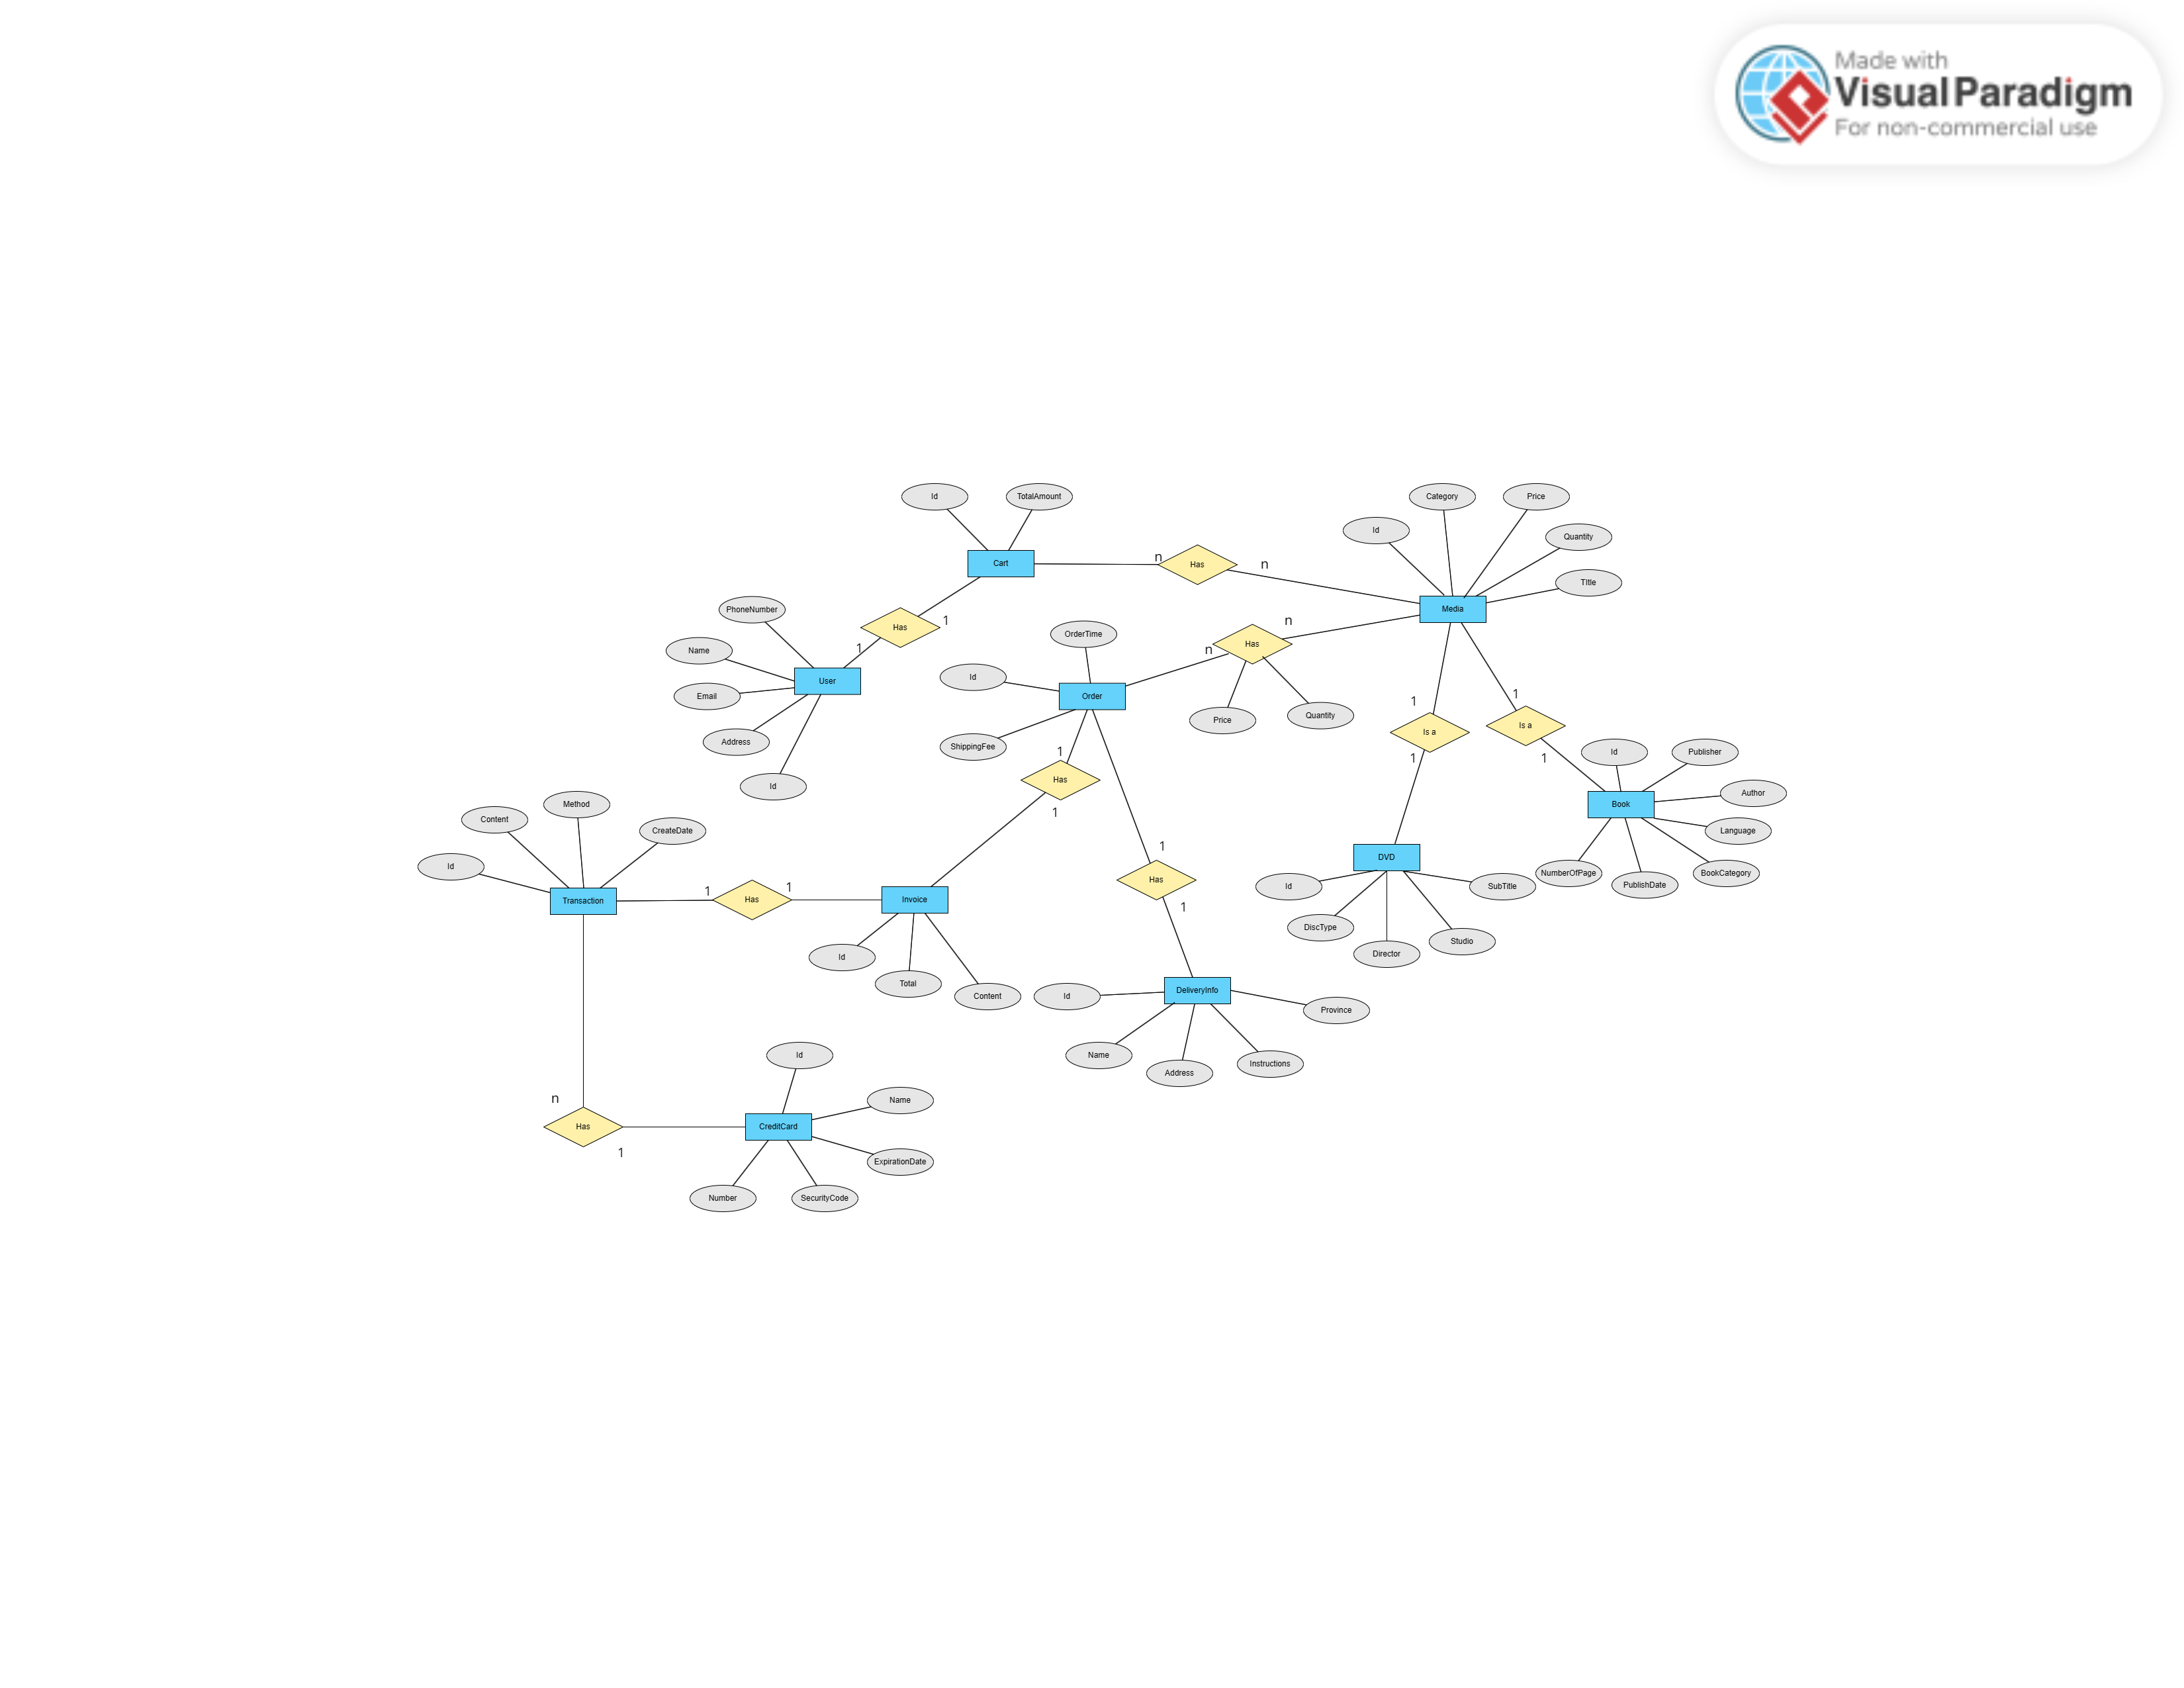 Made with
Visual Paradigm
For non-commercial use
Id
TotalAmount
Category
Price
Id
Quantity
Cart
n
Has
n
TItle
Media
PhoneNumber
Has
1
n
OrderTime
Has
n
1
Name
User
Id
Order
Email
1
1
Price
Quantity
Is a
Is a
Address
ShippingFee
1
1
1
Id
Publisher
Id
Has
1
Author
Book
Method
Content
CreateDate
Language
1
DVD
Id
NumberOfPage
BookCategory
PublishDate
Has
Id
SubTitle
Transaction
1
Has
1
Invoice
1
DiscType
Studio
Director
Id
Total
Content
DeliveryInfo
Id
Province
Id
Name
Instructions
Address
n
Name
Has
CreditCard
1
ExpirationDate
Number
SecurityCode